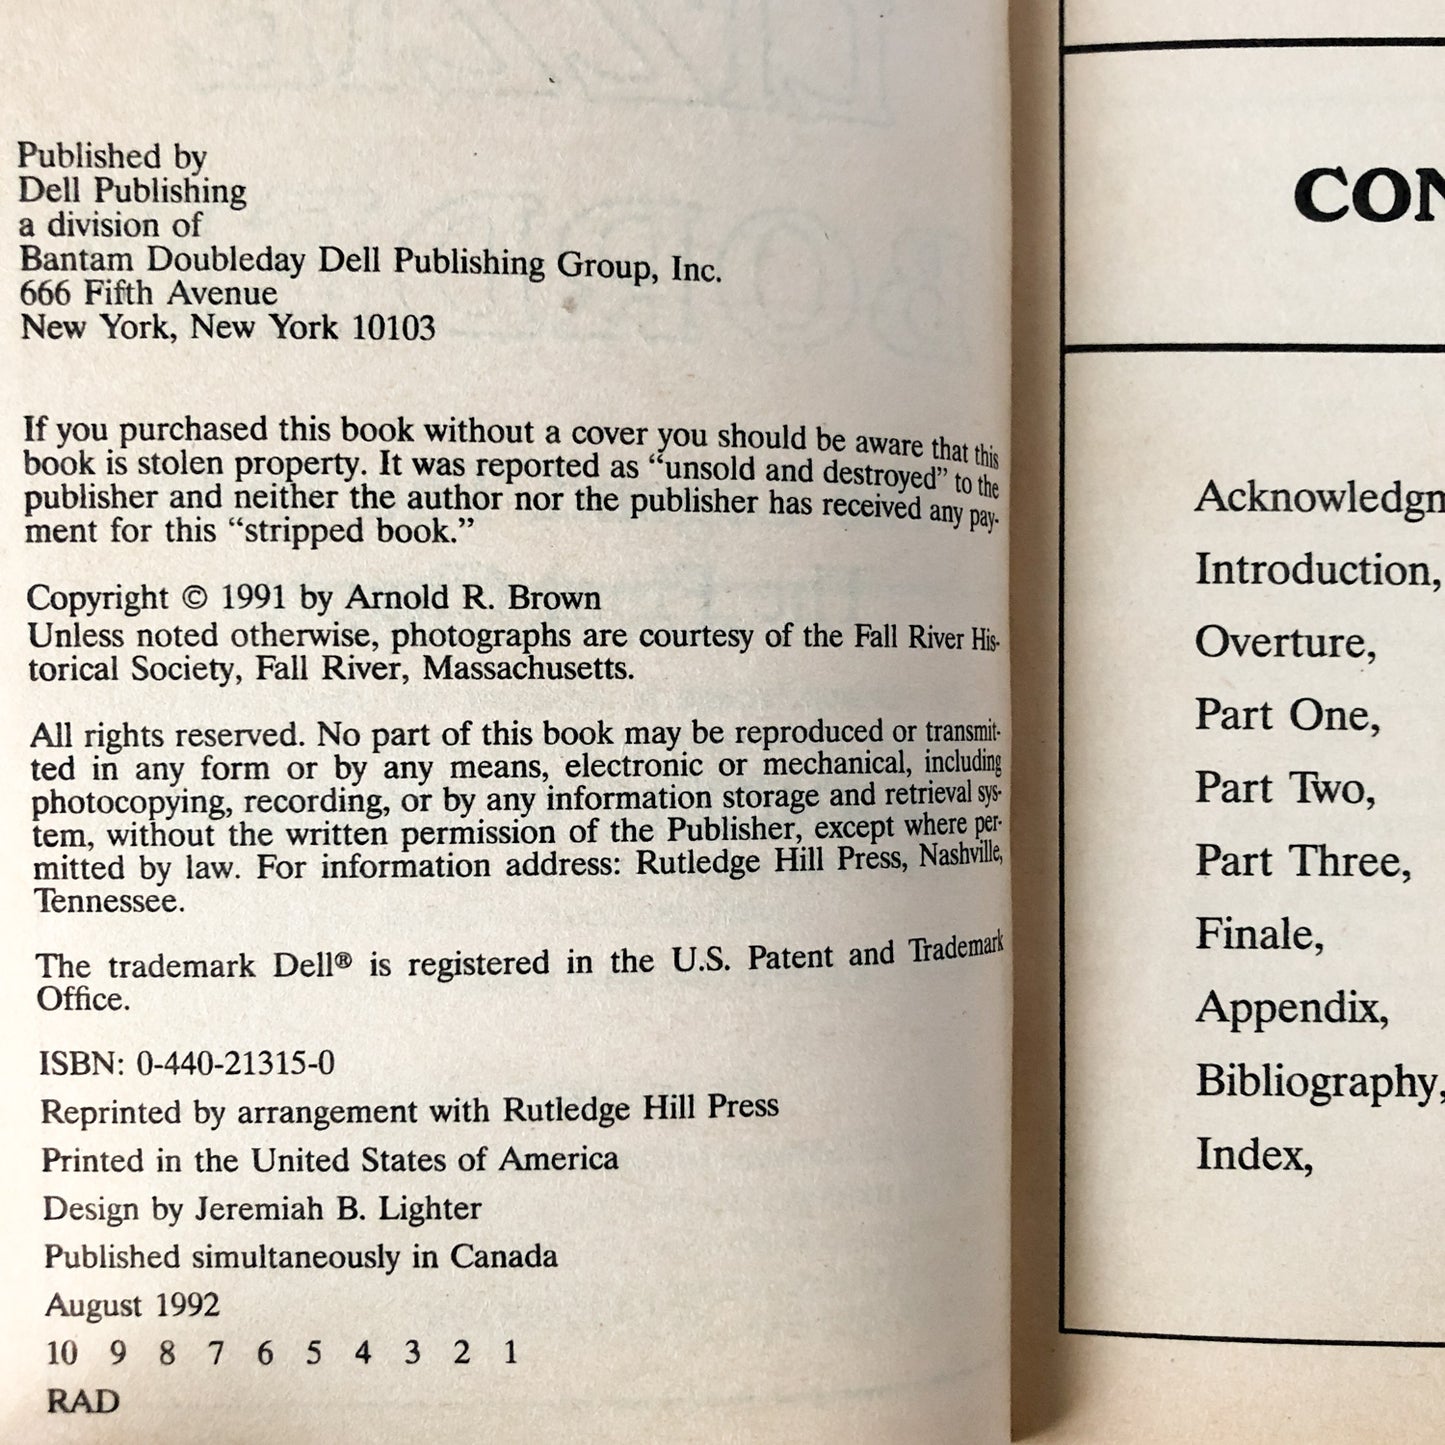 Published by
Dell Publishing
a division of
Bantam Doubleday Dell Publishing Group, Inc.
666 Fifth Avenue
New York, New York 10103
If you purchased this book without a cover you should be aware that this
book is stolen property. It was reported as “unsold and destroyed” to the
publisher and neither the author nor the publisher has received any pay-
ment for this “stripped book.”
Copyright © 1991 by Arnold R. Brown
Unless noted otherwise, photographs are courtesy of the Fall River His-
torical Society, Fall River, Massachusetts.
All rights reserved. No part of this book may be reproduced or transmit-
ted in any form or by any means, electronic or mechanical, including
photocopying, recording, or by any information storage and retrieval sys-
tem, without the written permission of the Publisher, except where per-
mitted by law. For information address: Rutledge Hill Press, Nashville,
Tennessee.
The trademark Dell® is registered in the U.S. Patent and Trademark
Office.
ISBN: 0-440-21315-0
Reprinted by arrangement with Rutledge Hill Press
Printed in the United States of America
Design by Jeremiah B. Lighter
Published simultaneously in Canada
August 1992
10 9 8 7 6 5 4 3 2 1
RAD
CON
Acknowledgn
Introduction,
Overture,
Part One,
Part Two,
Part Three,
Finale,
Appendix,
Bibliography,
Index,